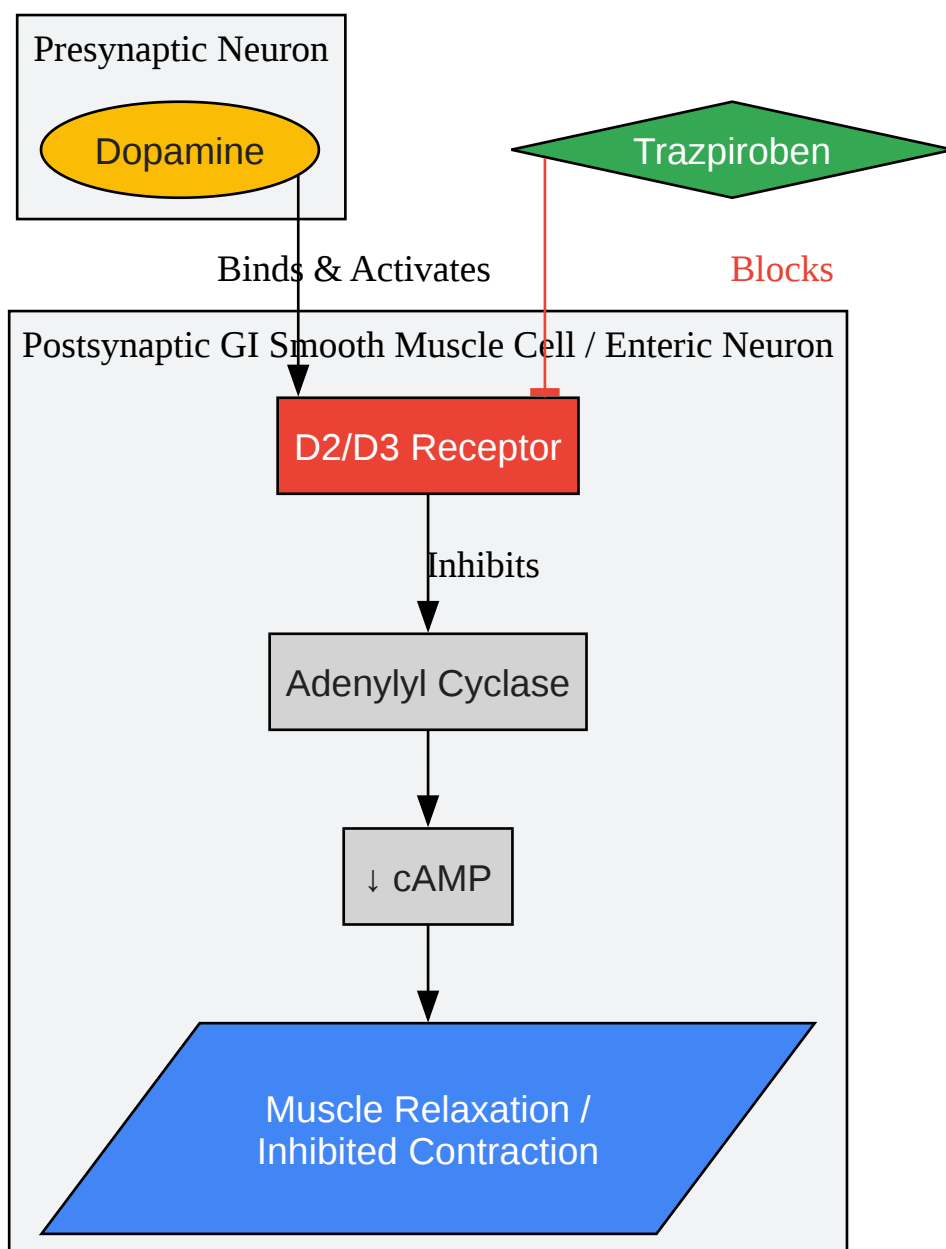 Presynaptic Neuron
Dopamine
Trazpiroben
Binds & Activates
Blocks
Postsynaptic GI Smooth Muscle Cell / Enteric Neuron
D2/D3 Receptor
Inhibits
Adenylyl Cyclase
↓ cAMP
Muscle Relaxation /
Inhibited Contraction